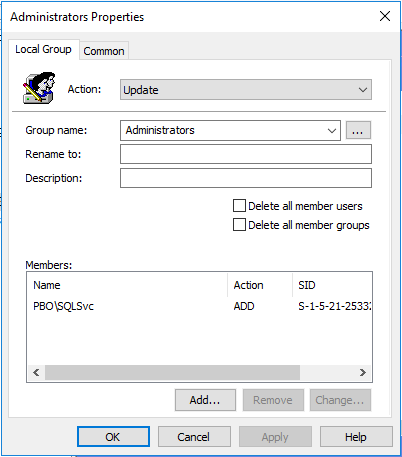 Administrators Properties
Local Group Common
Action: Update
Group name: Administrators ...
Rename to:
Description:
Delete all member users
Delete all member groups
Members:
Name Action SID
PBO\SQLSvc ADD S-1-5-21-2533
Add... Remove Change...
OK Cancel Apply Help